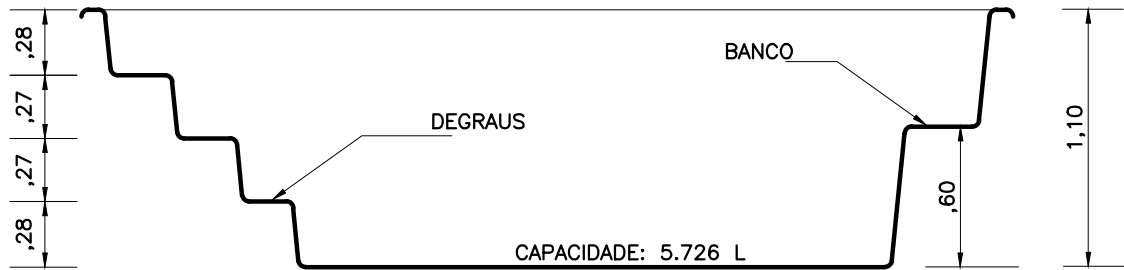 ,28
,27
,27
,28
DEGRAUS
BANCO
,60
1,10
CAPACIDADE: 5.726 L